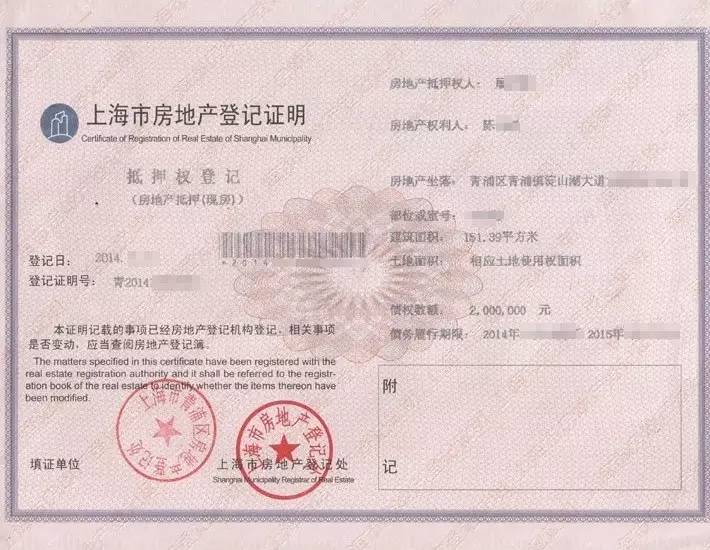 上海市房地产登记证明
Certificate of Registration of Real Estate of Shanghai Municipality
抵押权登记
(房地产抵押(现房))
登记日: 2014.
登记证明号: 青2014
*2014
本证明记载的事项已经房地产登记机构登记,相关事项
是否变动,应当查阅房地产登记簿。
The matters specified in this certificate have been registered with the
real estate registration authority and it shall be referred to the registr-
ation book of the real estate to identify whether the items thereon have
been modified.
填证单位
上海市青浦区房地产登记处
上海市房地产登记处
上海市房地产登记处
Shanghai Municipality Registrar of Real Estate
房地产抵押权人:
房地产权利人: 陈
房地产坐落: 青浦区青浦镇淀山湖大道
部位或室号:
建筑面积: 151.39平方米
土地面积: 相应土地使用权面积
债权数额: 2,000,000 元
债务履行期限: 2014年 2015年
附
记